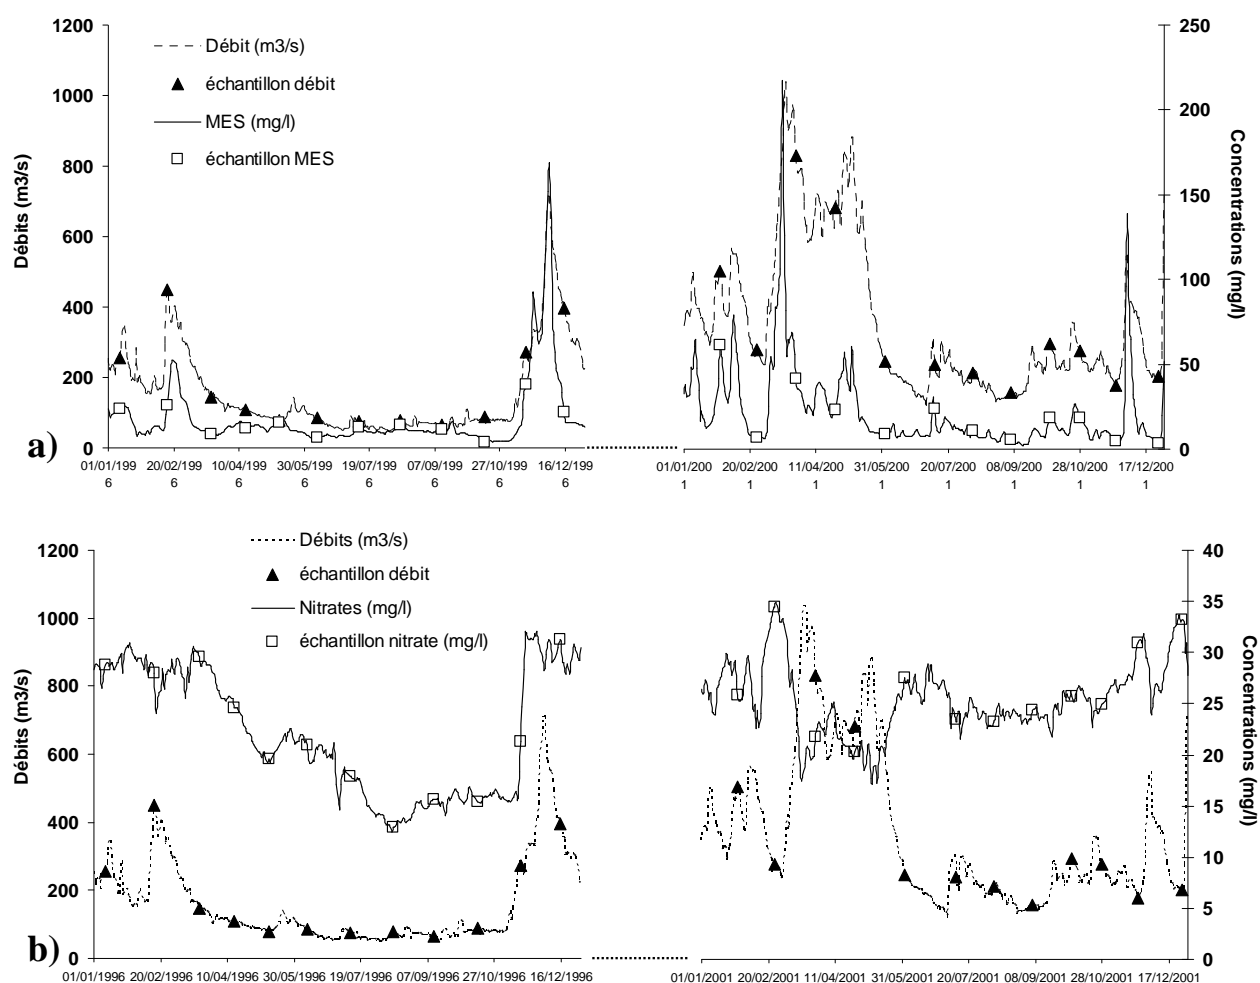 1200
1000
800
600
400
200
0
Débits (m3/s)
Débit (m3/s)
échantillon débit
MES (mg/l)
échantillon MES
250
200
150
100
50
0
Concentrations (mg/l)
a)
01/01/199 20/02/199 10/04/199 30/05/199 19/07/199 07/09/199 27/10/199 16/12/199
6 6 6 6 6 6 6 6
01/01/200 20/02/200 11/04/200 31/05/200 20/07/200 08/09/200 28/10/200 17/12/200
1 1 1 1 1 1 1 1
1200
1000
800
600
400
200
0
Débits (m3/s)
Débits (m3/s)
échantillon débit
Nitrates (mg/l)
échantillon nitrate (mg/l)
40
35
30
25
20
15
10
5
0
Concentrations (mg/l)
b)
01/01/1996 20/02/1996 10/04/1996 30/05/1996 19/07/1996 07/09/1996 27/10/1996 16/12/1996
01/01/2001 20/02/2001 11/04/2001 31/05/2001 20/07/2001 08/09/2001 28/10/2001 17/12/2001